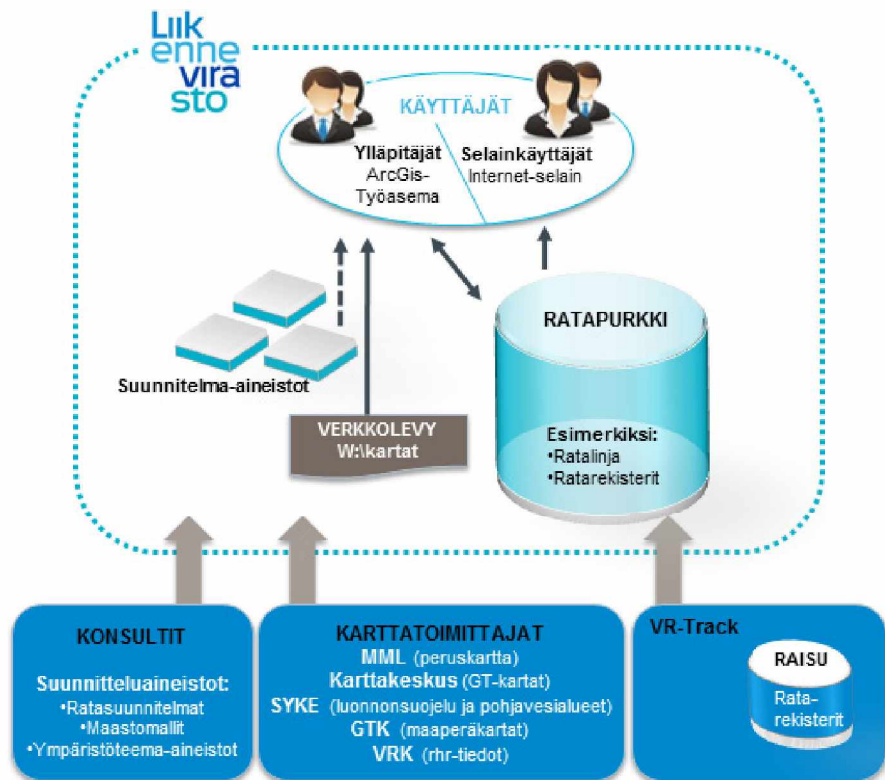 Liik
enne
vira
sto
KÄYTTÄJÄT
Ylläpitäjät
ArcGis-
Työasema
Selainkäyttäjät
Internet-selain
RATAPURKKI
Esimerkiksi:
•Ratalinja
•Ratarekisterit
Suunnitelma-aineistot
VERKKOLEVY
W:\kartat
KONSULTIT
Suunnitteluaineistot:
•Ratasuunnitelmat
•Maastomallit
•Ympäristöteema-aineistot
KARTTATOIMITTAJAT
MML (peruskartta)
Karttakeskus (GT-kartat)
SYKE (luonnonsuojelu ja pohjavesialueet)
GTK (maaperäkartat)
VRK (rhr-tiedot)
VR-Track
RAISU
Rata-
rekisterit